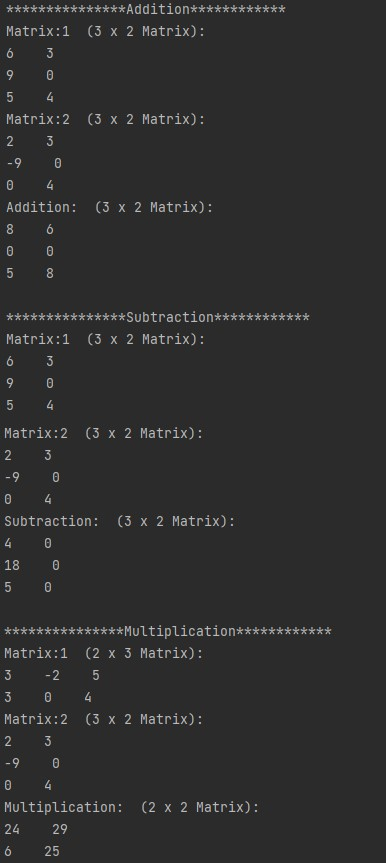 ***************Addition************
Matrix:1  (3 x 2 Matrix):
6    3
9    0
5    4
Matrix:2  (3 x 2 Matrix):
2    3
-9    0
0    4
Addition:  (3 x 2 Matrix):
8    6
0    0
5    8
***************Subtraction************
Matrix:1  (3 x 2 Matrix):
6    3
9    0
5    4
Matrix:2  (3 x 2 Matrix):
2    3
-9    0
0    4
Subtraction:  (3 x 2 Matrix):
4    0
18    0
5    0
***************Multiplication************
Matrix:1  (2 x 3 Matrix):
3    -2    5
3    0    4
Matrix:2  (3 x 2 Matrix):
2    3
-9    0
0    4
Multiplication:  (2 x 2 Matrix):
24    29
6    25